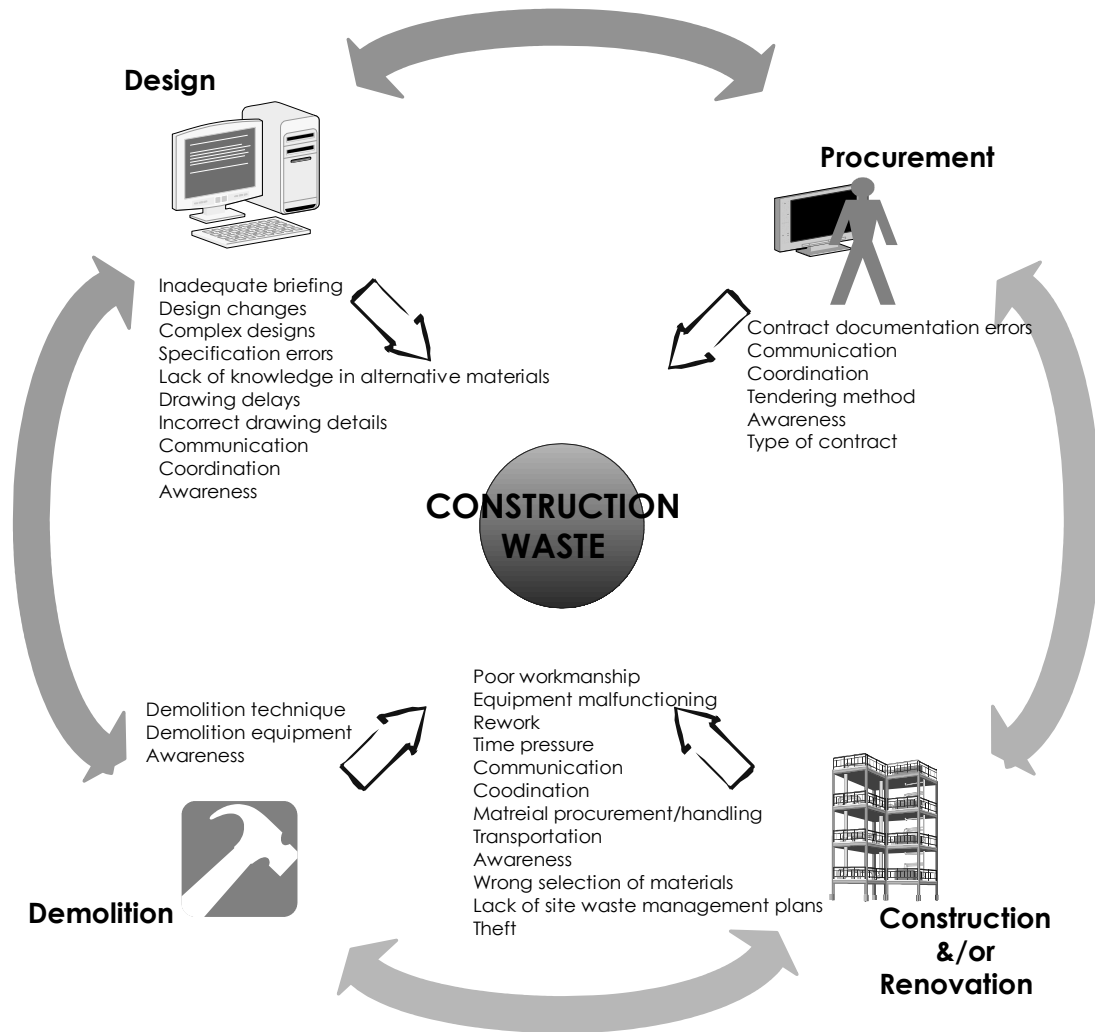 Design
Inadequate briefing
Design changes
Complex designs
Specification errors
Lack of knowledge in alternative materials
Drawing delays
Incorrect drawing details
Communication
Coordination
Awareness
Procurement
Contract documentation errors
Communication
Coordination
Tendering method
Awareness
Type of contract
CONSTRUCTION
WASTE
Demolition technique
Demolition equipment
Awareness
Demolition
Poor workmanship
Equipment malfunctioning
Rework
Time pressure
Communication
Coodination
Matreial procurement/handling
Transportation
Awareness
Wrong selection of materials
Lack of site waste management plans
Theft
Construction
&/or
Renovation